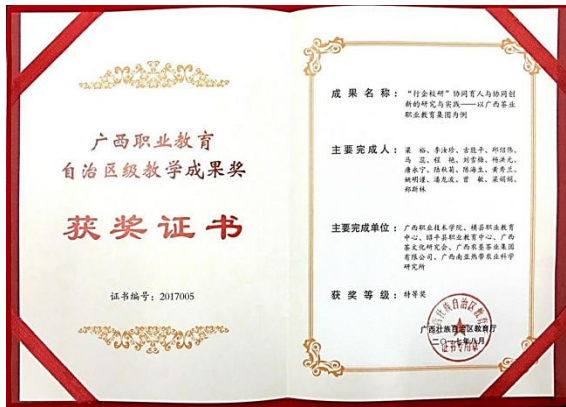 广西职业教育
自治区级教学成果奖
获奖证书
证书编号：2017005
成果名称：“行企校研”协同育人与协同创
新的研究与实践——以广西茶业
职业教育集团为例
主要完成人：梁 裕、李汝珍、古能平、邓绍伟、
马 蕊、程 艳、刘雪梅、杨洪元、
唐永宁、陆秋菊、陈海生、黄秀兰、
姚明谨、潘龙波、曾 敏、梁娟娟、
郑斯林
主要完成单位：广西职业技术学院、横县职业教育
中心、昭平县职业教育中心、广西
茶文化研究会、广西农垦茶业集团
有限公司、广西南亚热带农业科学
研究所
获奖等级：特等奖
广西壮族自治区教育厅
二〇一七年八月